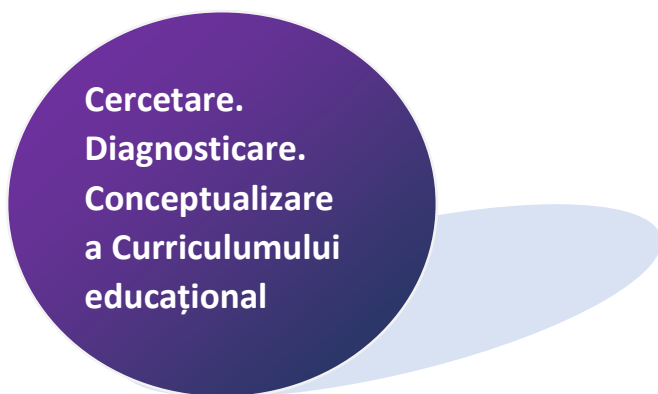 Cercetare.
Diagnosticare.
Conceptualizare
a Curriculumului
educațional